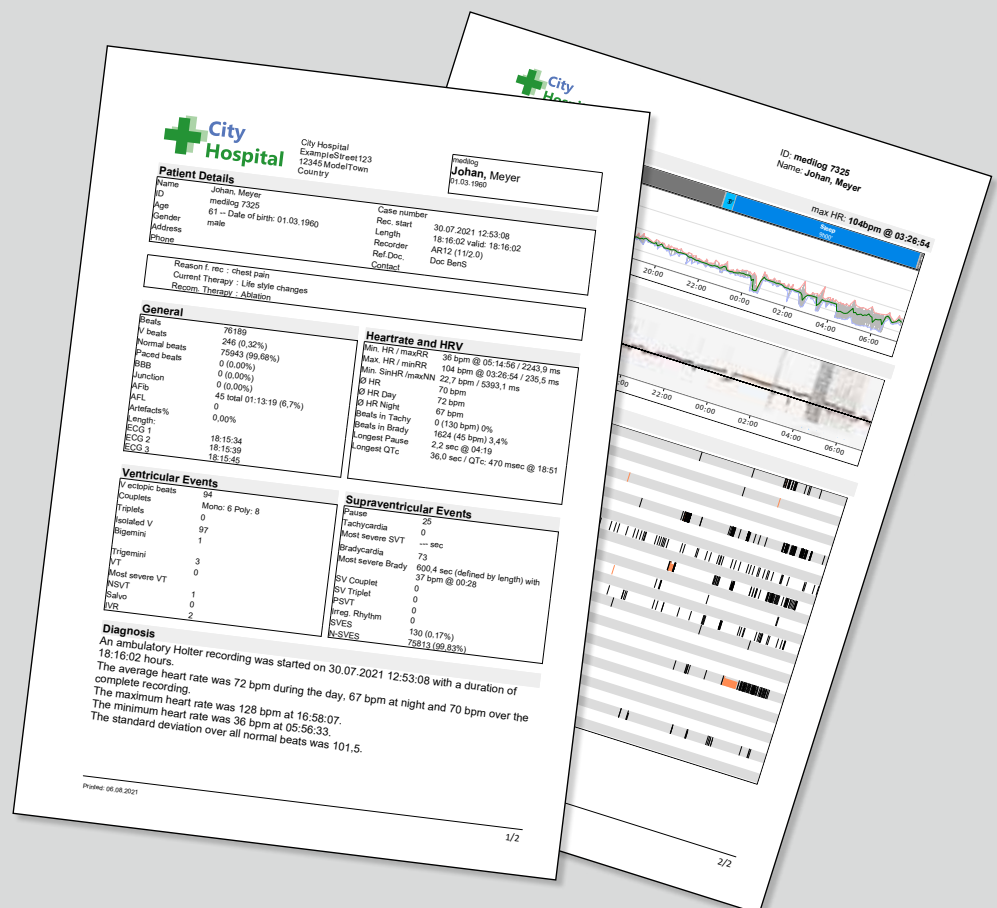 City
Hospital
City Hospital
ExampleStreet123
12345 ModelTown
Country
medilog
Johan, Meyer
01.03.1960
Patient Details
Name Johan, Meyer
ID medilog 7325
Age 61 -- Date of birth: 01.03.1960
Gender male
Address
Phone
Case number
Rec. start 30.07.2021 12:53:08
Length 18:16:02 valid: 18:16:02
Recorder AR12 (11/2.0)
Ref.Doc. Doc BenS
Contact
Reason f. rec : chest pain
Current Therapy : Life style changes
Recom. Therapy : Ablation
General
Beats 76189
V beats 246 (0,32%)
Normal beats 75943 (99,68%)
Paced beats 0 (0.00%)
BBB 0 (0,00%)
Junction 0 (0,00%)
AFib 45 total 01:13:19 (6,7%)
AFL 0
Artefacts% 0,00%
Length:
ECG 1 18:15:34
ECG 2 18:15:39
ECG 3 18:15:45
Heartrate and HRV
Min. HR / maxRR 36 bpm @ 05:14:56 / 2243,9 ms
Max. HR / minRR 104 bpm @ 03:26:54 / 235,5 ms
Min. SinHR /maxNN 22,7 bpm / 5393,1 ms
Ø HR 70 bpm
Ø HR Day 72 bpm
Ø HR Night 67 bpm
Beats in Tachy 0 (130 bpm) 0%
Beats in Brady 1624 (45 bpm) 3,4%
Longest Pause 2,2 sec @ 04:19
Longest QTc 36,0 sec / QTc: 470 msec @ 18:51
Ventricular Events
V ectopic beats 94
Couplets Mono: 6 Poly: 8
Triplets 0
Isolated V 97
Bigemini 1
Trigemini 3
VT 0
Most severe VT
NSVT 1
Salvo 0
IVR 2
Supraventricular Events
Pause 25
Tachycardia 0
Most severe SVT --- sec
Bradycardia 73
Most severe Brady 600,4 sec (defined by length) with
37 bpm @ 00:28
SV Couplet 0
SV Triplet 0
PSVT 0
Irreg. Rhythm 0
SVES 130 (0.17%)
N-SVES 75813 (99,83%)
Diagnosis
An ambulatory Holter recording was started on 30.07.2021 12:53:08 with a duration of
18:16:02 hours.
The average heart rate was 72 bpm during the day, 67 bpm at night and 70 bpm over the
complete recording.
The maximum heart rate was 128 bpm at 16:58:07.
The minimum heart rate was 36 bpm at 05:56:33.
The standard deviation over all normal beats was 101,5.
Printed: 06.08.2021
1/2
City
ID: medilog 7325
Name: Johan, Meyer
max HR: 104bpm @ 03:26:54
Sleep
20:00 22:00 00:00 02:00 04:00 06:00
22:00 00:00 02:00 04:00 06:00
2/2